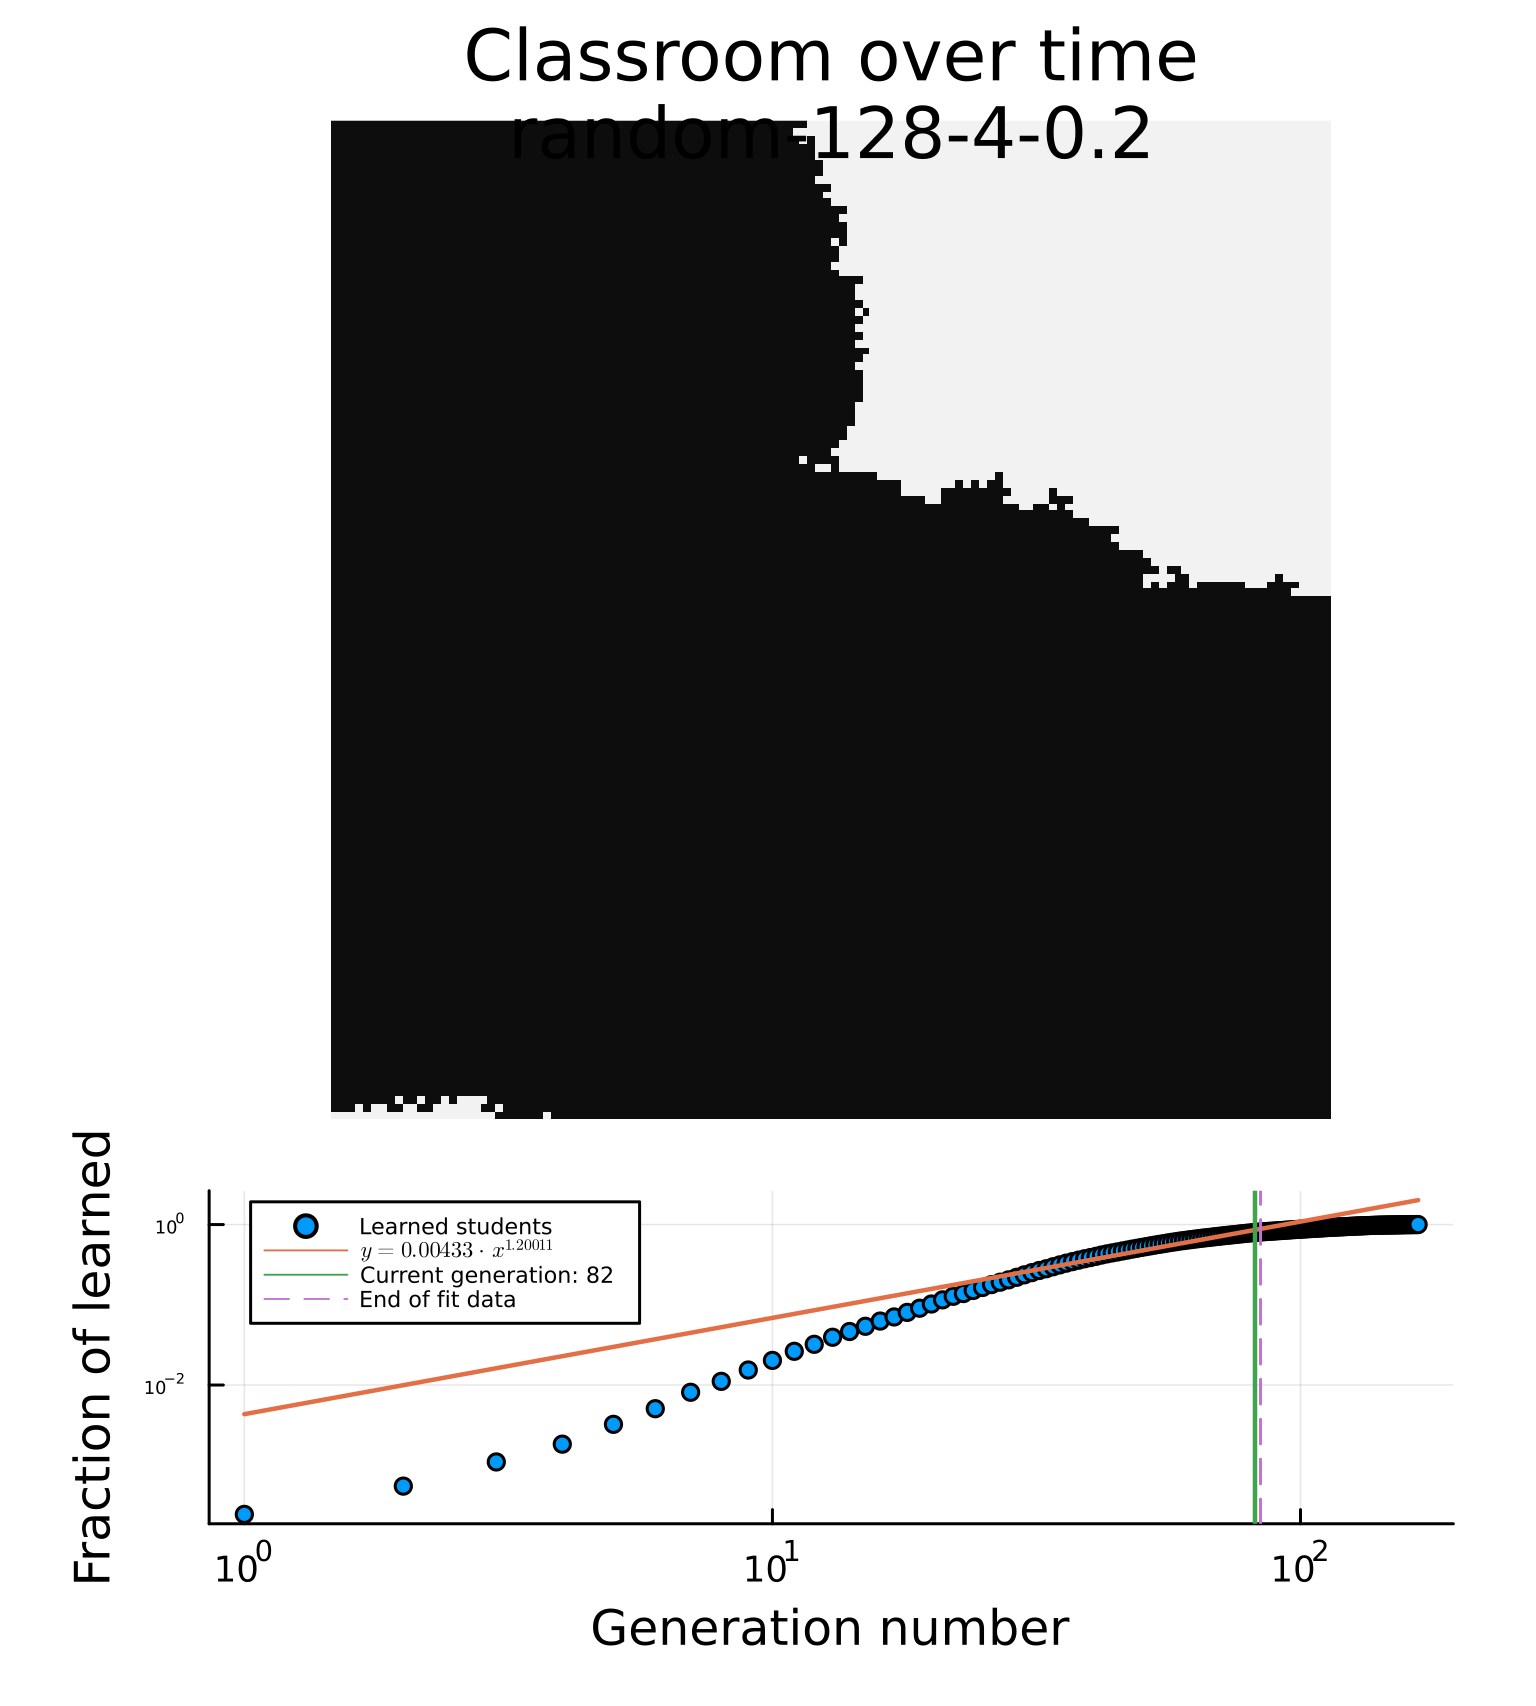 Classroom over time
random-128-4-0.2
Learned students
y = 0.00433 · x^1.20011
Current generation: 82
End of fit data
10^0
10^-2
Fraction of learned
10^0 10^1 10^2
Generation number